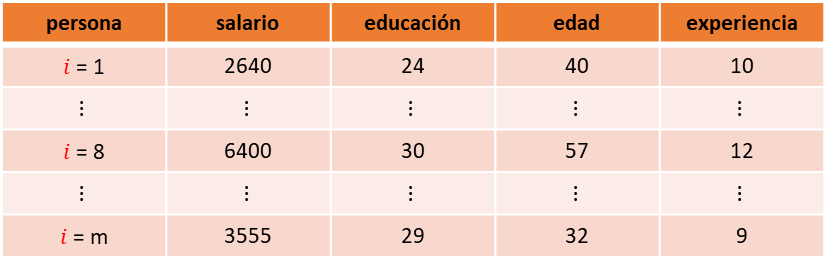 persona salario educación edad experiencia
i = 1 2640 24 40 10
⋮ ⋮ ⋮ ⋮ ⋮
i = 8 6400 30 57 12
⋮ ⋮ ⋮ ⋮ ⋮
i = m 3555 29 32 9